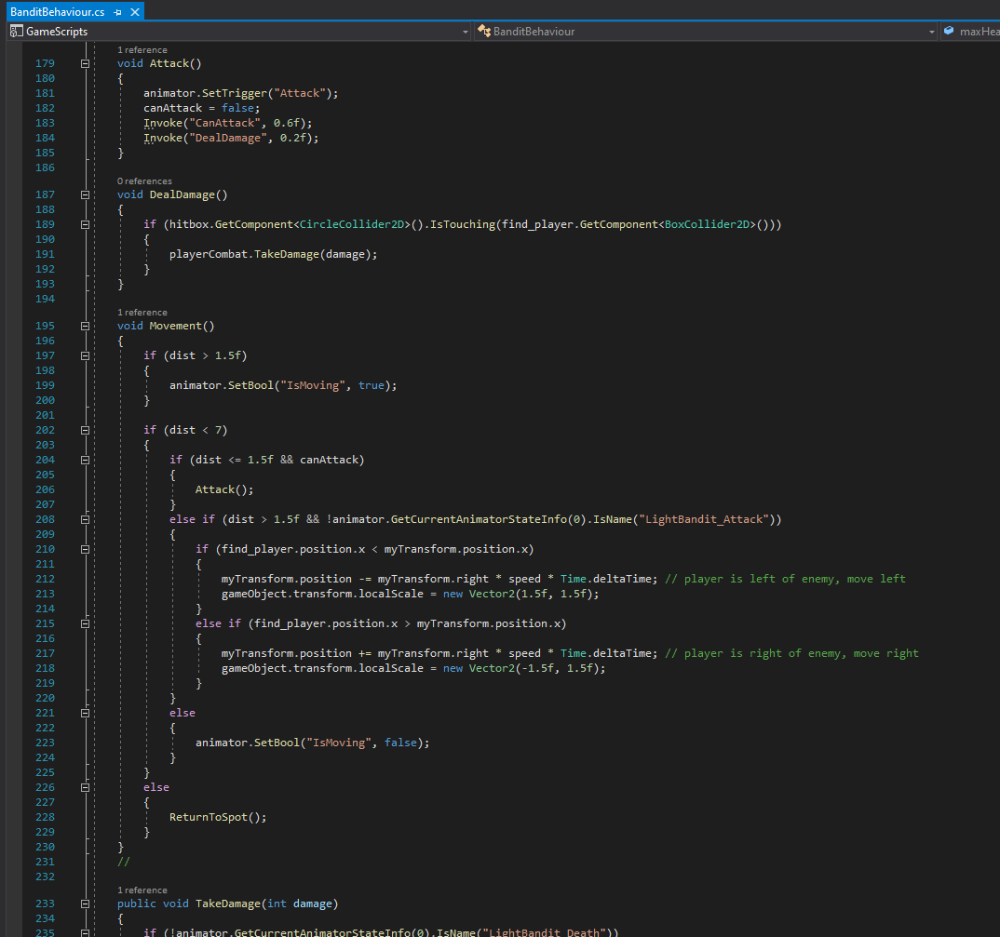 BanditBehaviour.cs
GameScripts BanditBehaviour maxHea
1 reference
179 void Attack()
180 {
181 animator.SetTrigger("Attack");
182 canAttack = false;
183 Invoke("CanAttack", 0.6f);
184 Invoke("DealDamage", 0.2f);
185 }
186
0 references
187 void DealDamage()
188 {
189 if (hitbox.GetComponent<CircleCollider2D>().IsTouching(find_player.GetComponent<BoxCollider2D>()))
190 {
191 playerCombat.TakeDamage(damage);
192 }
193 }
194
1 reference
195 void Movement()
196 {
197 if (dist > 1.5f)
198 {
199 animator.SetBool("IsMoving", true);
200 }
201
202 if (dist < 7)
203 {
204 if (dist <= 1.5f && canAttack)
205 {
206 Attack();
207 }
208 else if (dist > 1.5f && !animator.GetCurrentAnimatorStateInfo(0).IsName("LightBandit_Attack"))
209 {
210 if (find_player.position.x < myTransform.position.x)
211 {
212 myTransform.position -= myTransform.right * speed * Time.deltaTime; // player is left of enemy, move left
213 gameObject.transform.localScale = new Vector2(1.5f, 1.5f);
214 }
215 else if (find_player.position.x > myTransform.position.x)
216 {
217 myTransform.position += myTransform.right * speed * Time.deltaTime; // player is right of enemy, move right
218 gameObject.transform.localScale = new Vector2(-1.5f, 1.5f);
219 }
220 }
221 else
222 {
223 animator.SetBool("IsMoving", false);
224 }
225 }
226 else
227 {
228 ReturnToSpot();
229 }
230 }
231 //
232
1 reference
233 public void TakeDamage(int damage)
234 {
235 if (!animator.GetCurrentAnimatorStateInfo(0).IsName("LightBandit_Death"))